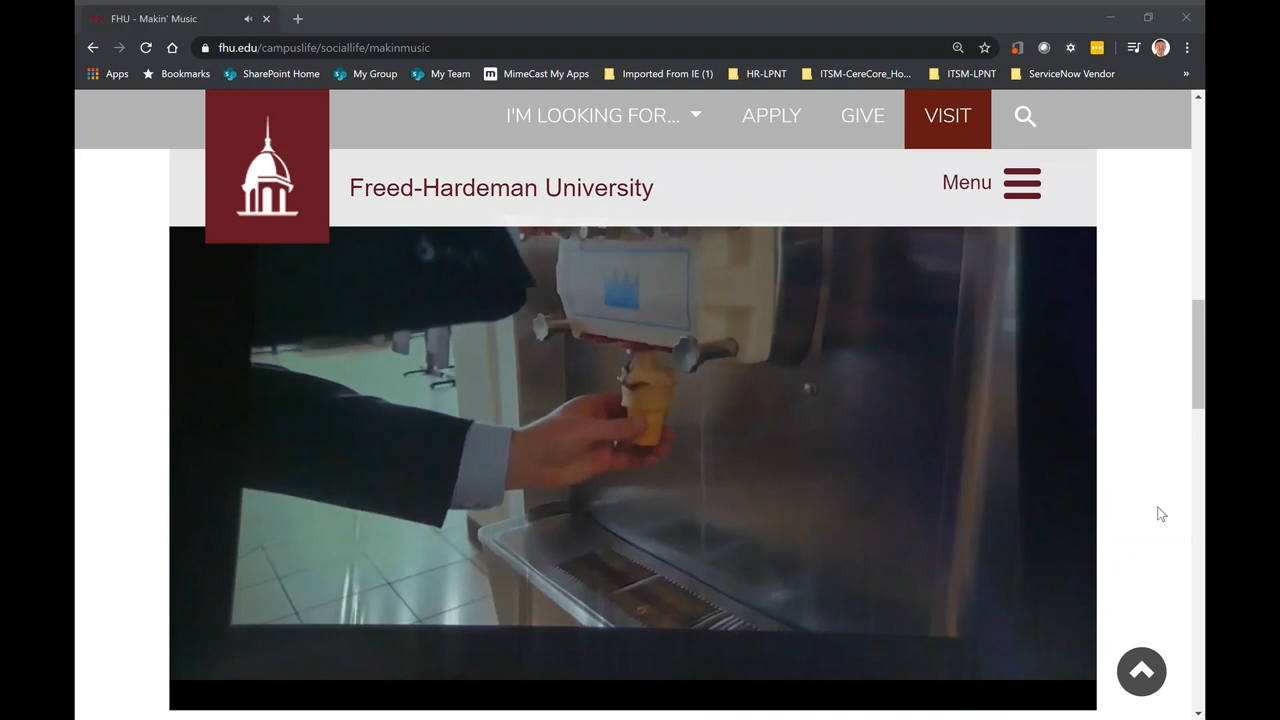 FHU - Makin' Music
fhu.edu/campuslife/sociallife/makinmusic
Apps Bookmarks SharePoint Home My Group My Team MimeCast My Apps Imported From IE (1) HR-LPNT ITSM-CereCore_Ho... ITSM-LPNT ServiceNow Vendor »
I'M LOOKING FOR... APPLY GIVE VISIT
Freed-Hardeman University
Menu